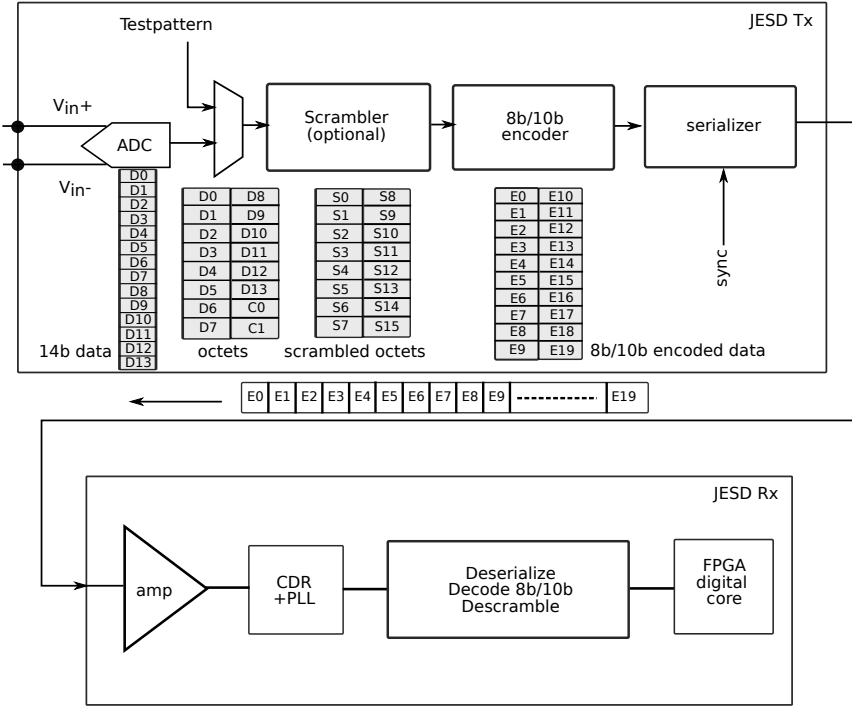 JESD Tx
Testpattern
Vin+
ADC
Vin-
Scrambler
(optional)
8b/10b
encoder
serializer
sync
D0
D1
D2
D3
D4
D5
D6
D7
D8
D9
D10
D11
D12
D13
14b data
D0 D8
D1 D9
D2 D10
D3 D11
D4 D12
D5 D13
D6 C0
D7 C1
octets
S0 S8
S1 S9
S2 S10
S3 S11
S4 S12
S5 S13
S6 S14
S7 S15
scrambled octets
E0 E10
E1 E11
E2 E12
E3 E13
E4 E14
E5 E15
E6 E16
E7 E17
E8 E18
E9 E19
8b/10b encoded data
E0 E1 E2 E3 E4 E5 E6 E7 E8 E9 E19
JESD Rx
amp
CDR
+PLL
Deserialize
Decode 8b/10b
Descramble
FPGA
digital
core